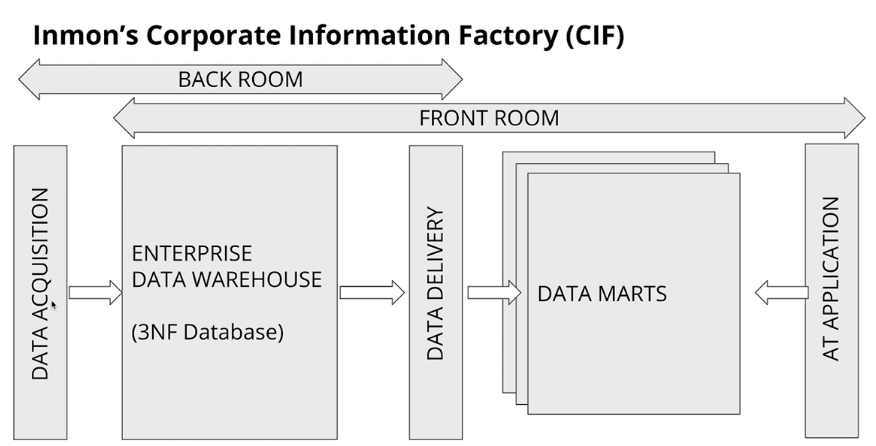 Inmon's Corporate Information Factory (CIF)
BACK ROOM
FRONT ROOM
DATA ACQUISITION
ENTERPRISE
DATA WAREHOUSE
(3NF Database)
DATA DELIVERY
DATA MARTS
AT APPLICATION